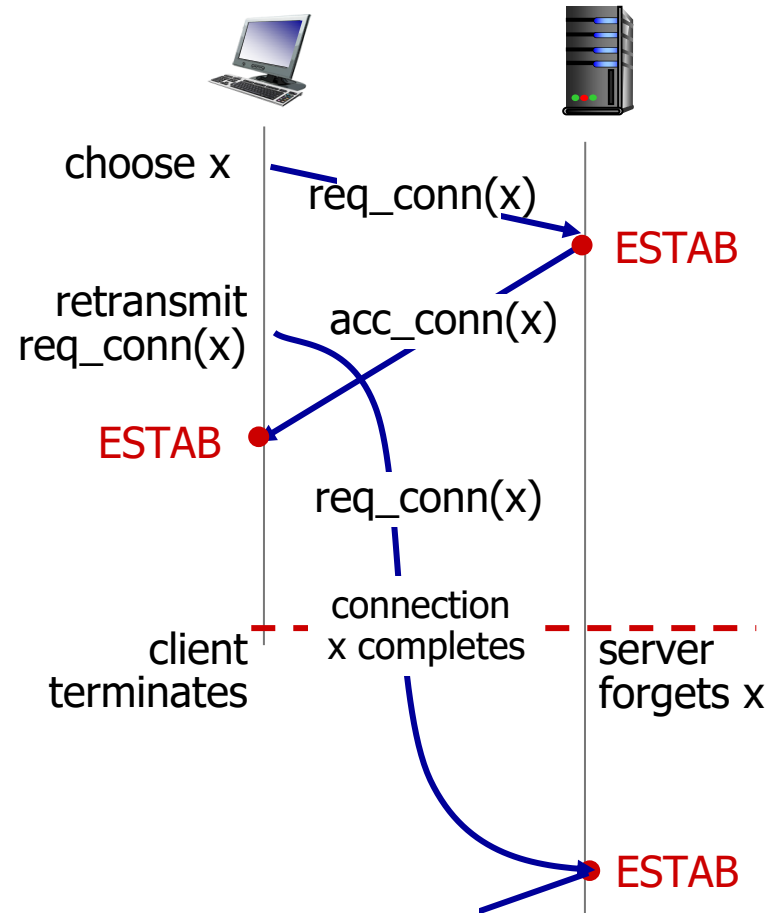 choose x
req_conn(x)
ESTAB
retransmit
req_conn(x)
acc_conn(x)
ESTAB
req_conn(x)
connection
x completes
client
terminates
server
forgets x
ESTAB